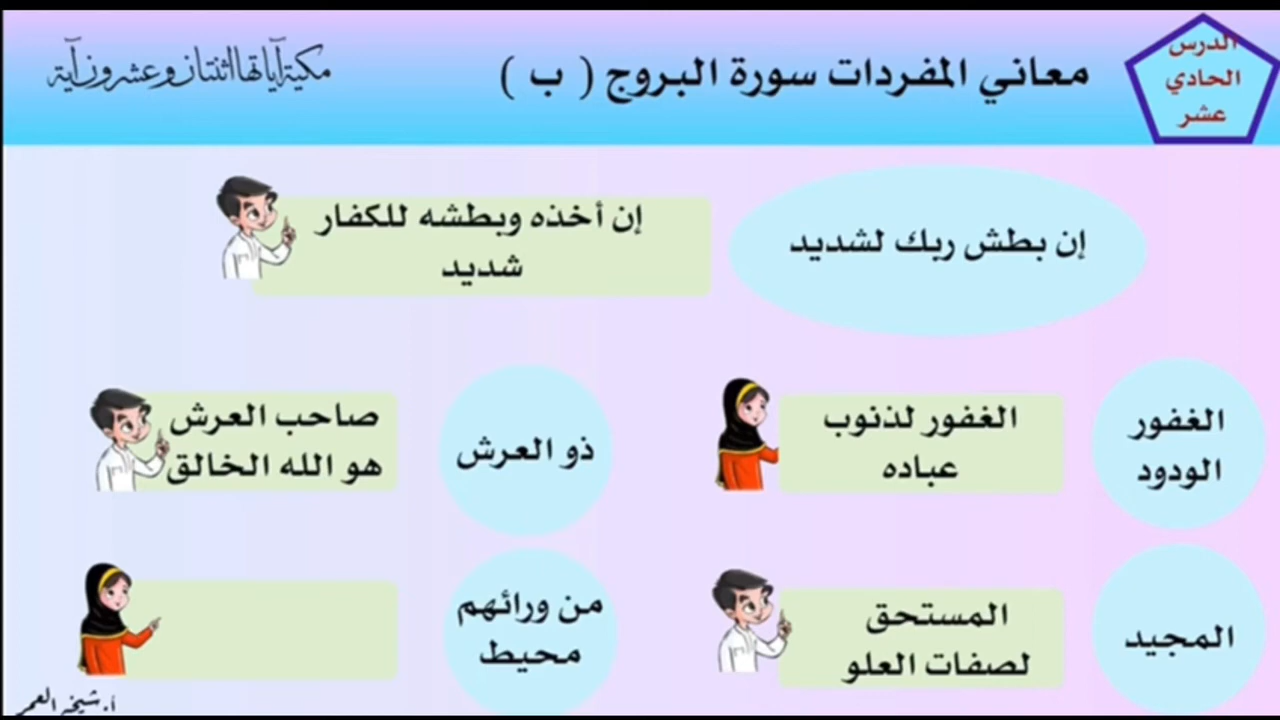 الدرس
الحادي
عشر
معاني المفردات سورة البروج ( ب )
مكية آياتها اثنتان وعشرون آية
إن بطش ربك لشديد
إن أخذه وبطشه للكفار
شديد
الغفور
الودود
الغفور لذنوب
عباده
ذو العرش
صاحب العرش
هو الله الخالق
المجيد
المستحق
لصفات العلو
من ورائهم
محيط
أ. شيخه العمر